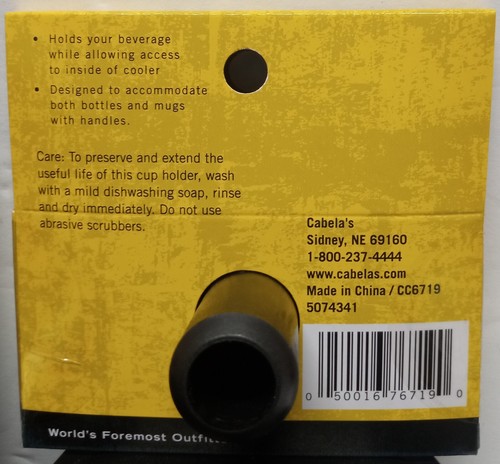 • Holds your beverage
while allowing access
to inside of cooler
• Designed to accommodate
both bottles and mugs
with handles.
Care: To preserve and extend the
useful life of this cup holder, wash
with a mild dishwashing soap, rinse
and dry immediately. Do not use
abrasive scrubbers.
Cabela's
Sidney, NE 69160
1-800-237-4444
www.cabelas.com
Made in China / CC6719
5074341
0 50016 76719 0
World's Foremost